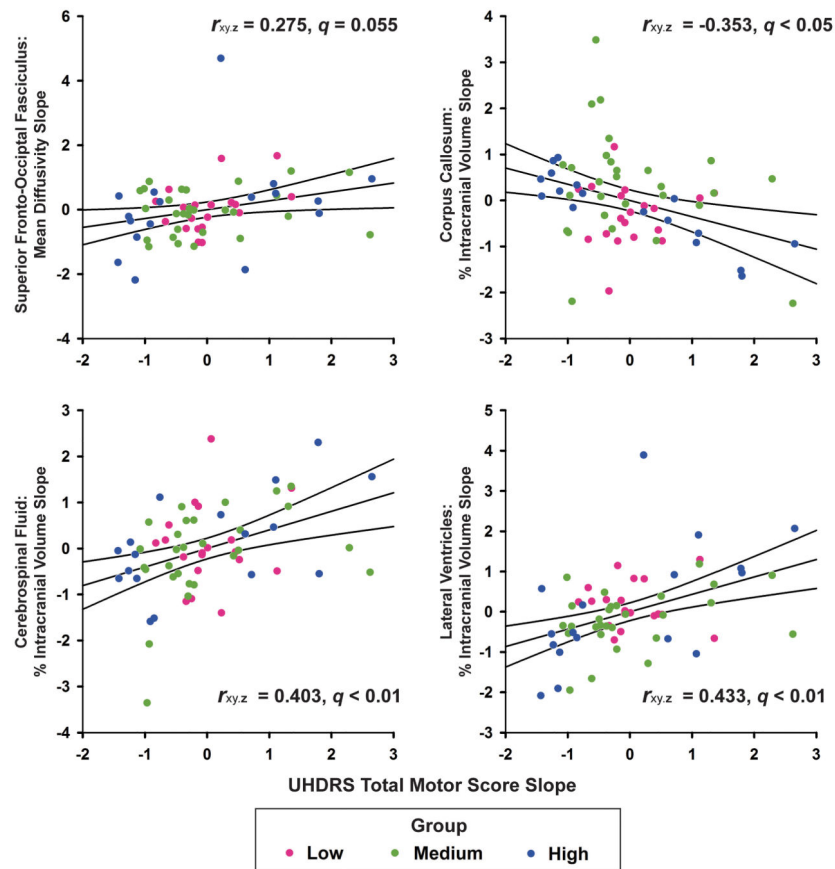 r xy.z = 0.275, q = 0.055
Superior Fronto-Occiptal Fasciculus:
Mean Diffusivity Slope
6
4
2
0
-2
-4
-2 -1 0 1 2 3
r xy.z = -0.353, q < 0.05
Corpus Callosum:
% Intracranial Volume Slope
4
3
2
1
0
-1
-2
-3
-2 -1 0 1 2 3
Cerebrospinal Fluid:
% Intracranial Volume Slope
3
2
1
0
-1
-2
-3
-4
r xy.z = 0.403, q < 0.01
-2 -1 0 1 2 3
Lateral Ventricles:
% Intracranial Volume Slope
5
4
3
2
1
0
-1
-2
-3
r xy.z = 0.433, q < 0.01
-2 -1 0 1 2 3
UHDRS Total Motor Score Slope
Group
Low Medium High